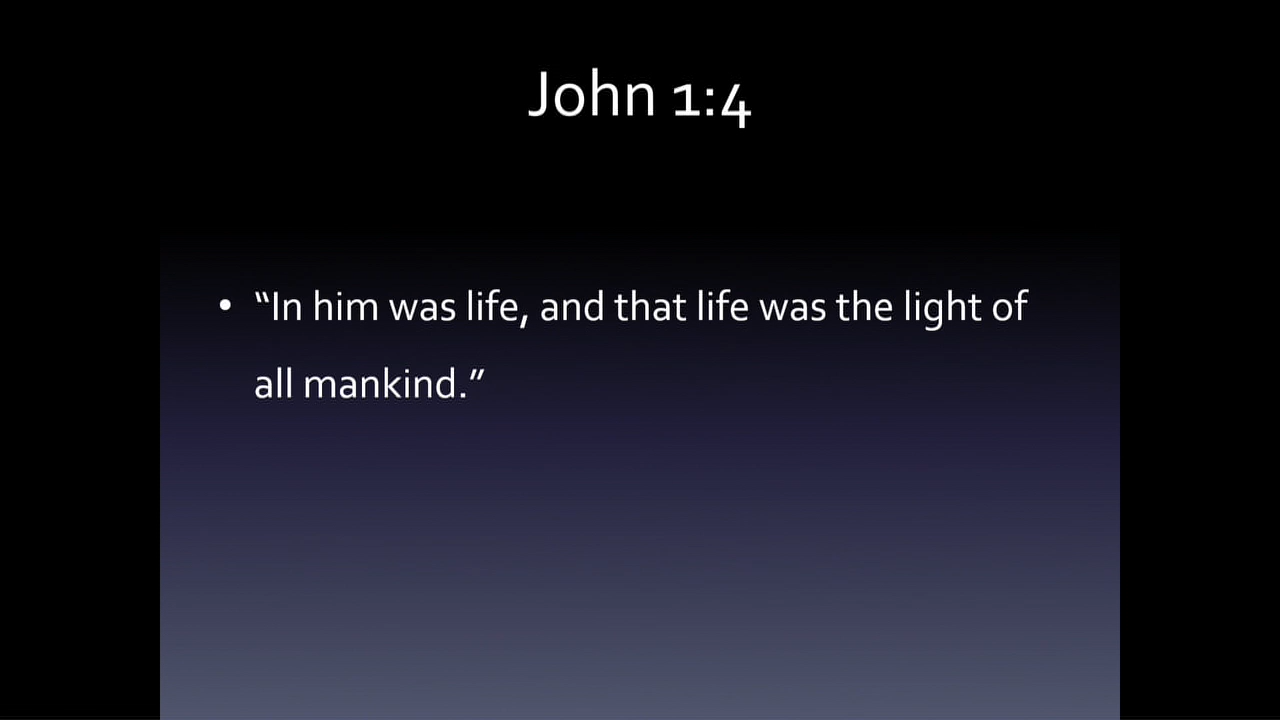 John 1:4
• “In him was life, and that life was the light of
all mankind.”